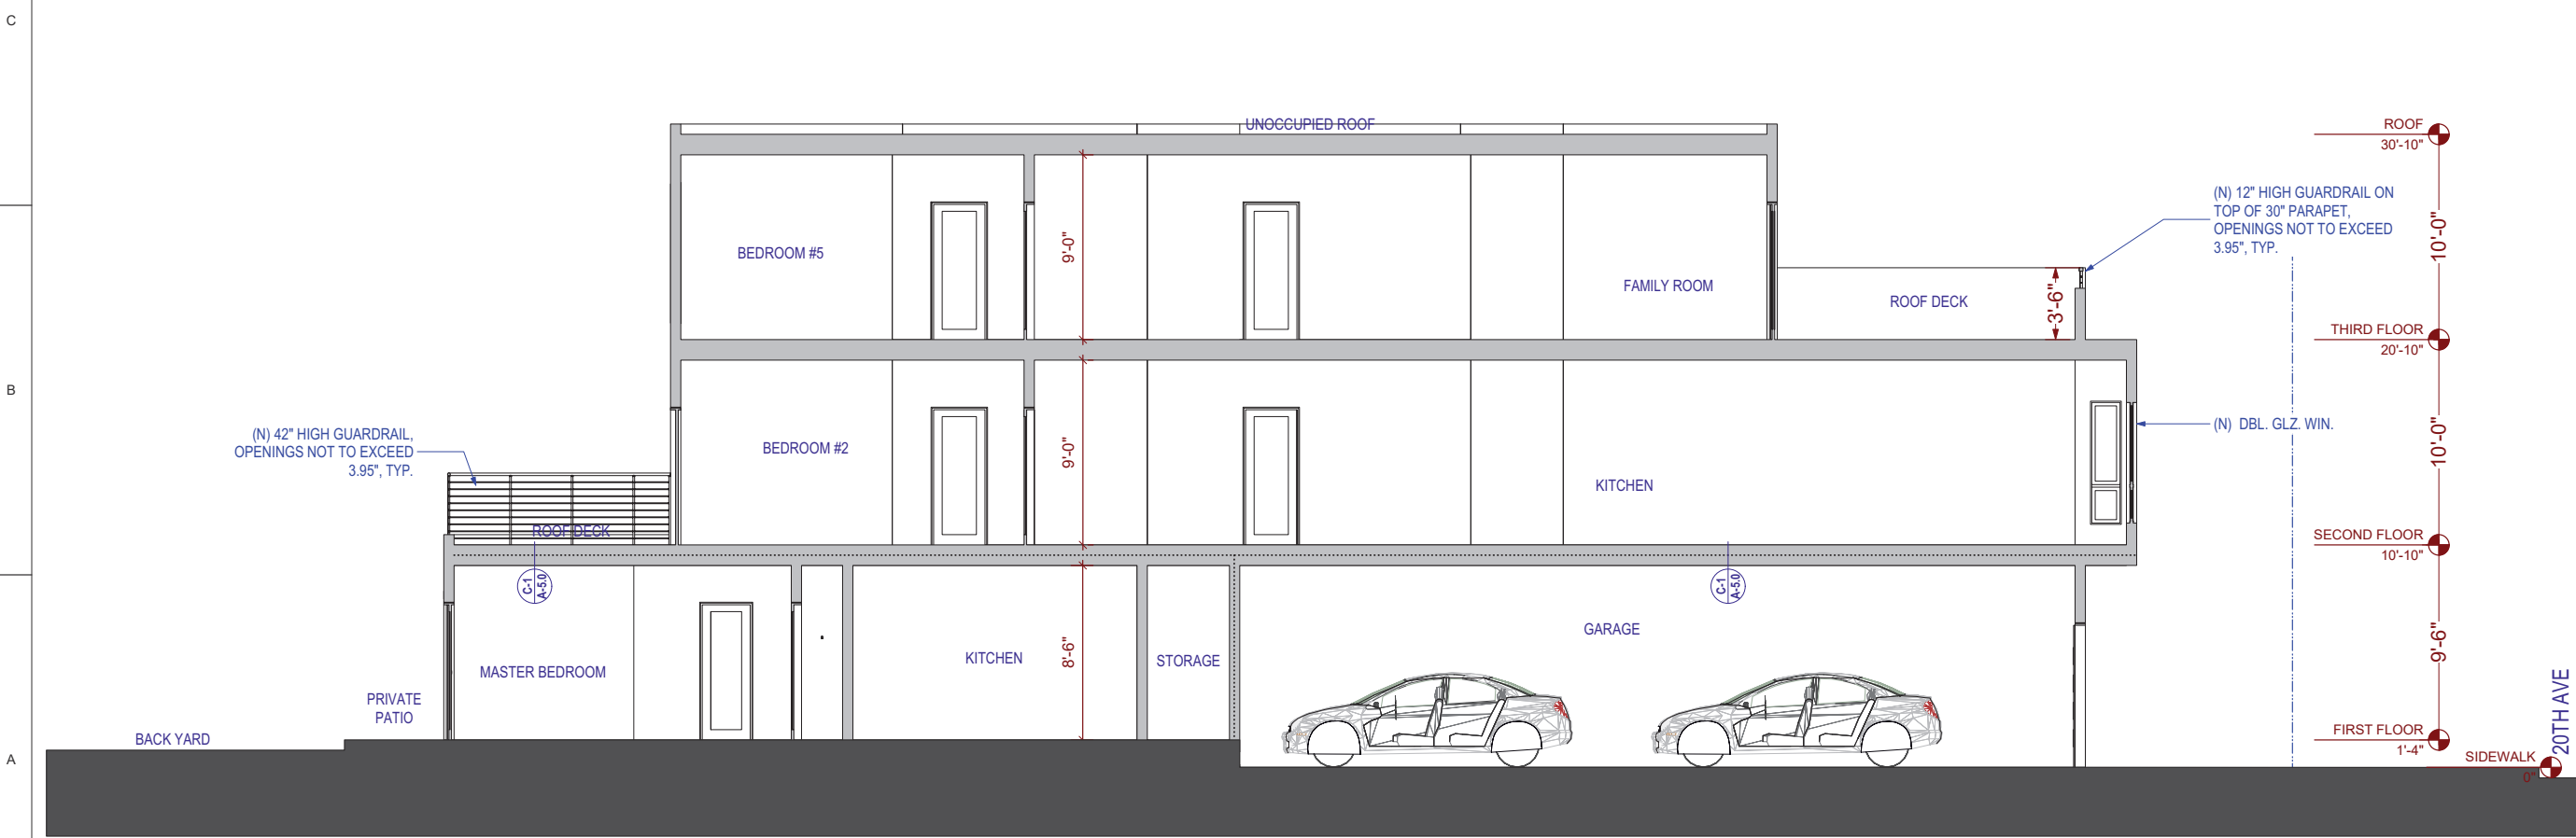 C
UNOCCUPIED ROOF
ROOF
30'-10"
(N) 12" HIGH GUARDRAIL ON
TOP OF 30" PARAPET,
OPENINGS NOT TO EXCEED
3.95", TYP.
10'-0"
BEDROOM #5
9'-0"
FAMILY ROOM
ROOF DECK
3'-6"
THIRD FLOOR
20'-10"
B
(N) 42" HIGH GUARDRAIL,
OPENINGS NOT TO EXCEED
3.95", TYP.
BEDROOM #2
9'-0"
KITCHEN
(N) DBL. GLZ. WIN.
10'-0"
ROOF DECK
SECOND FLOOR
10'-10"
C-1
A-5.0
C-1
A-5.0
GARAGE
MASTER BEDROOM
KITCHEN
8'-6"
STORAGE
9'-6"
PRIVATE
PATIO
BACK YARD
FIRST FLOOR
1'-4"
A
SIDEWALK
0"
20TH AVE